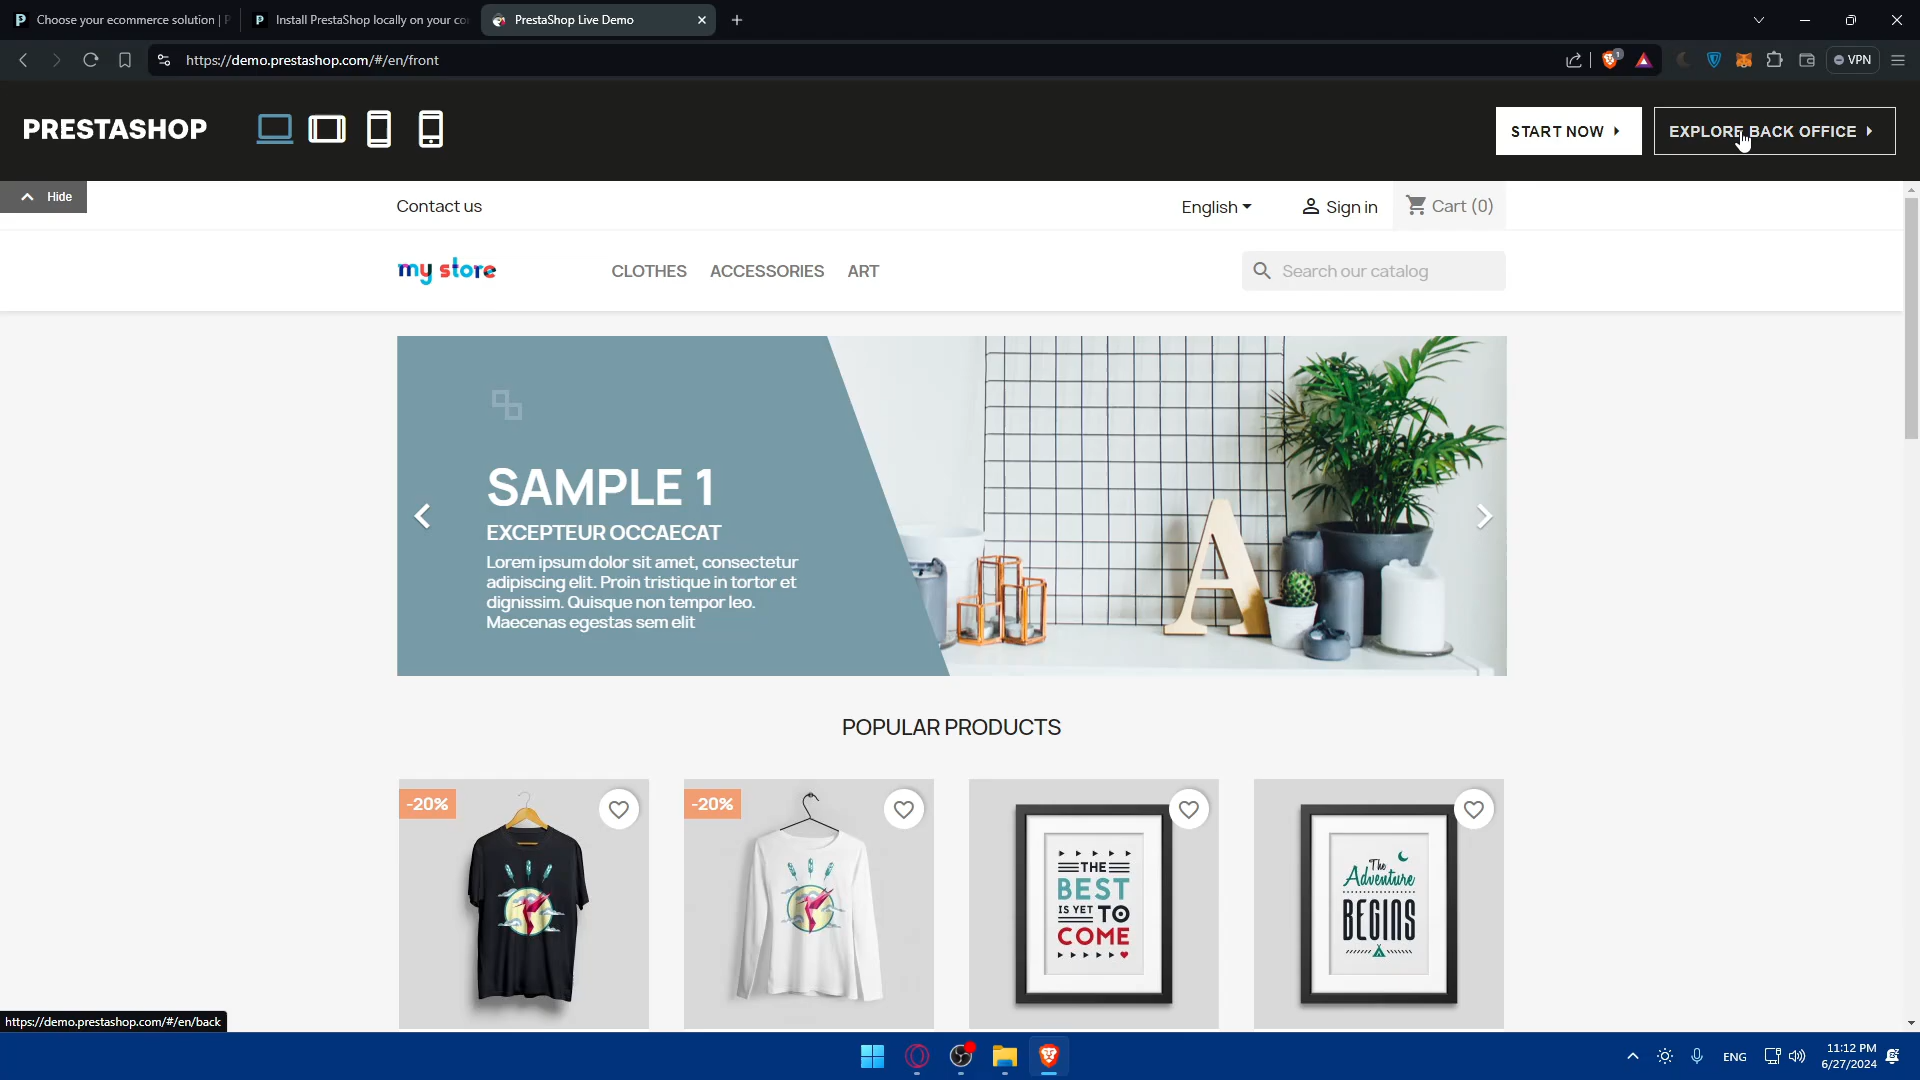 Choose your ecommerce solution | P
Install PrestaShop locally on your co
PrestaShop Live Demo
https://demo.prestashop.com/#/en/front
1
VPN
PRESTASHOP
START NOW
EXPLORE BACK OFFICE
Hide
Contact us
English
Sign in
Cart (0)
my store
CLOTHES
ACCESSORIES
ART
Search our catalog
SAMPLE 1
EXCEPTEUR OCCAECAT
Lorem ipsum dolor sit amet, consectetur
adipiscing elit. Proin tristique in tortor et
dignissim. Quisque non tempor leo.
Maecenas egestas sem elit
A
POPULAR PRODUCTS
-20%
-20%
THE
BEST
IS YET TO
COME
The
Adventure
BEGINS
https://demo.prestashop.com/#/en/back
ENG
11:12 PM
6/27/2024